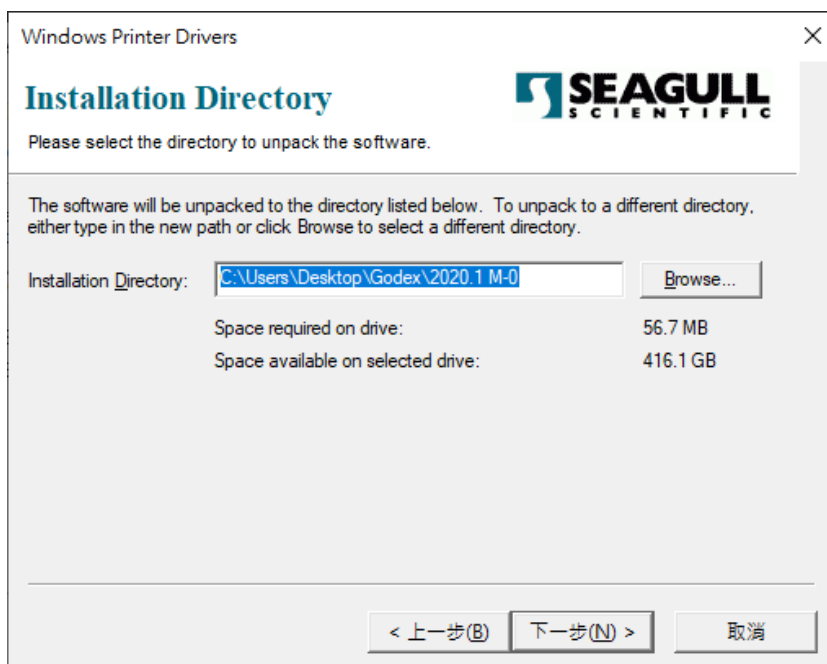 Windows Printer Drivers
Installation Directory
SEAGULL
SCIENTIFIC
Please select the directory to unpack the software.
The software will be unpacked to the directory listed below. To unpack to a different directory,
either type in the new path or click Browse to select a different directory.
Installation Directory: C:\Users\Desktop\Godex\2020.1 M-0 Browse...
Space required on drive: 56.7 MB
Space available on selected drive: 416.1 GB
< 上一步(B) 下一步(N) > 取消